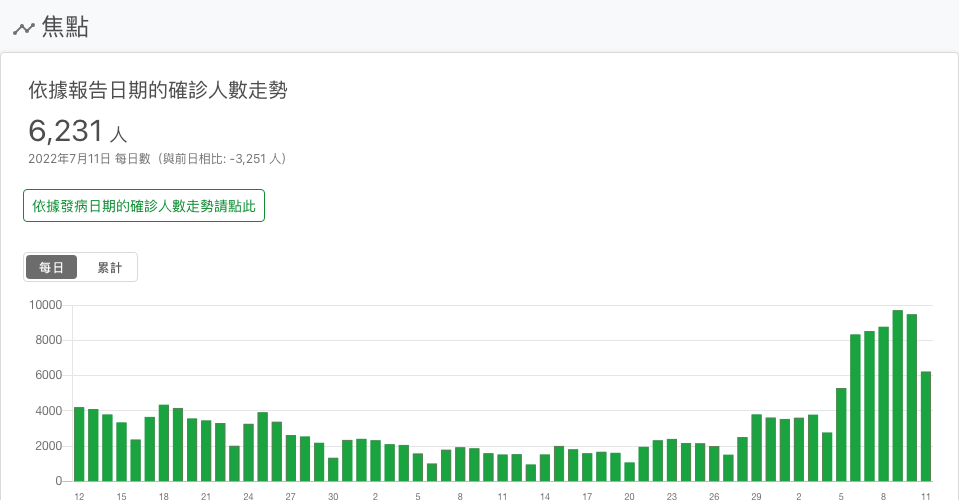 焦點
依據報告日期的確診人數走勢
6,231 人
2022年7月11日 每日數（與前日相比: -3,251 人）
依據發病日期的確診人數走勢請點此
每日 累計
10000
8000
6000
4000
2000
0
12 15 18 21 24 27 30 2 5 8 11 14 17 20 23 26 29 2 5 8 11